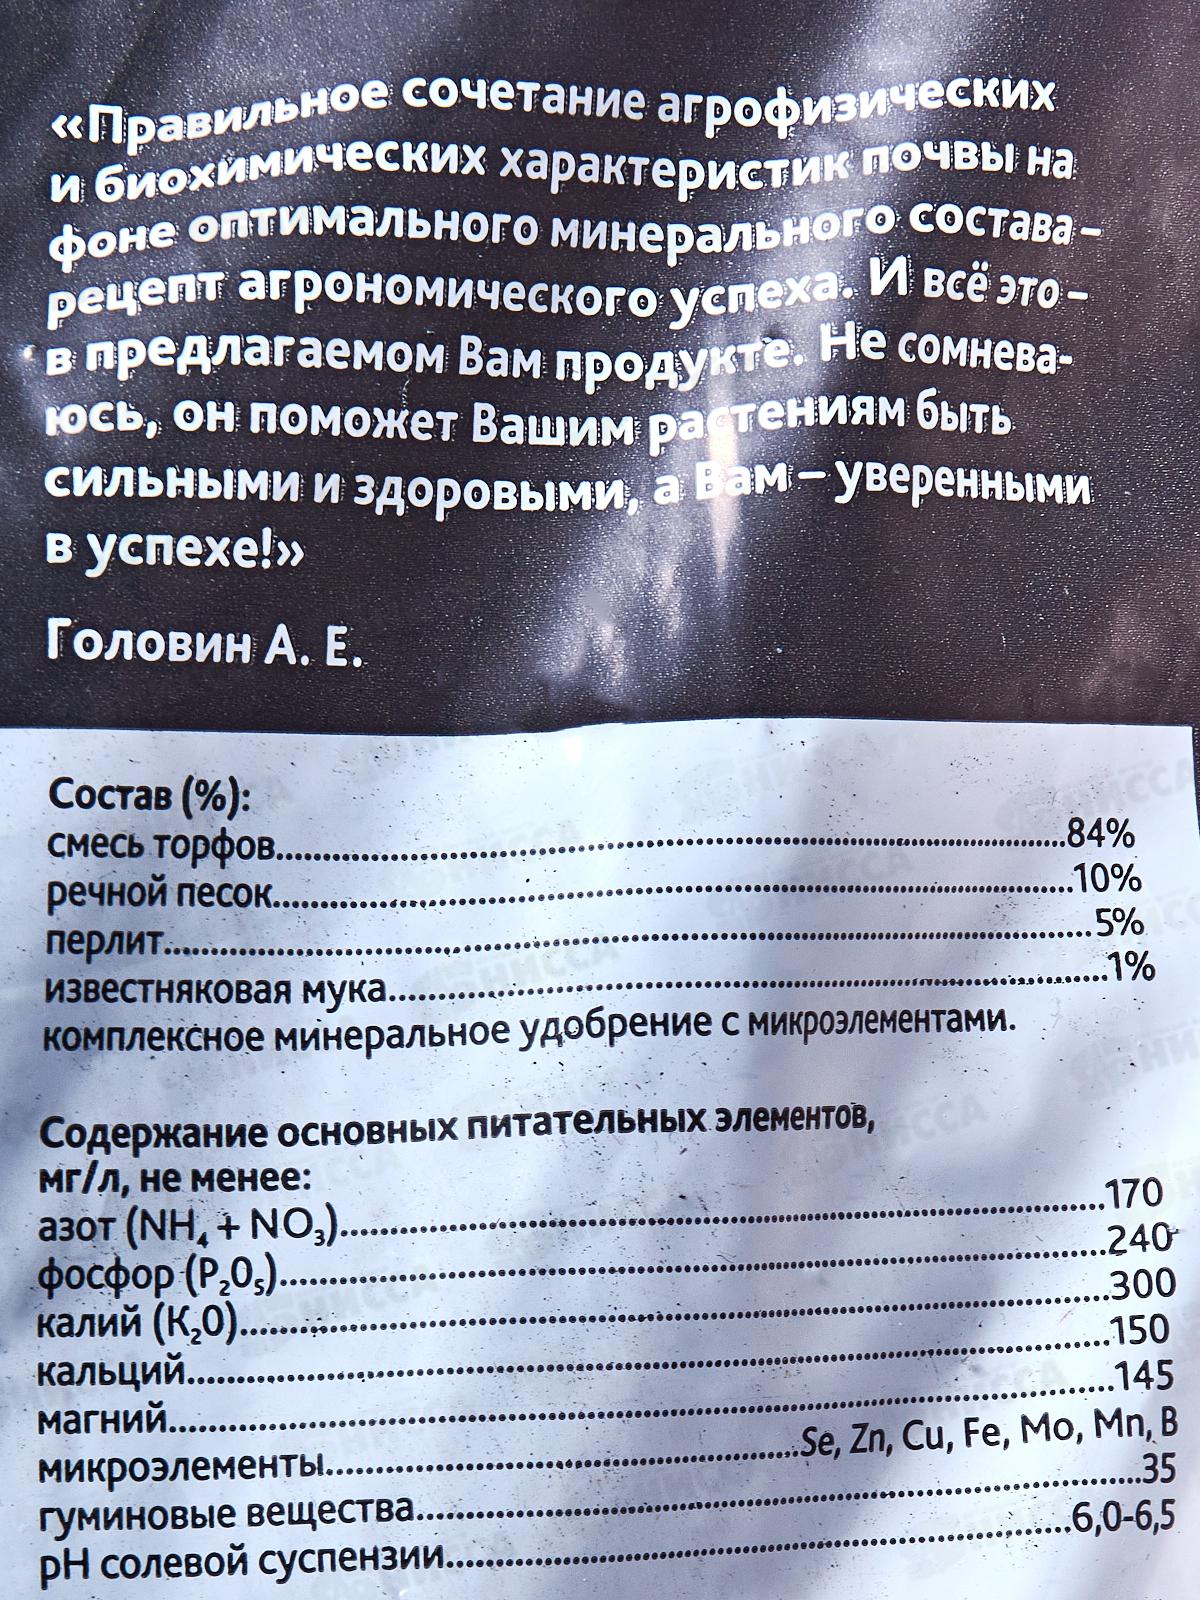 «Правильное сочетание агрофизических
и биохимических характеристик почвы на
фоне оптимального минерального состава –
рецепт агрономического успеха. И всё это –
в предлагаемом Вам продукте. Не сомнева-
юсь, он поможет Вашим растениям быть
сильными и здоровыми, а Вам – уверенными
в успехе!»
Головин А. Е.
Состав (%):
смесь торфов..........84%
речной песок..........10%
перлит..........5%
известняковая мука..........1%
комплексное минеральное удобрение с микроэлементами.
Содержание основных питательных элементов,
мг/л, не менее:
азот (NH₄ + NO₃)..........170
фосфор (P₂O₅)..........240
калий (K₂O)..........300
кальций..........150
магний..........145
микроэлементы..........Se, Zn, Cu, Fe, Mo, Mn, B
гуминовые вещества..........35
pH солевой суспензии..........6,0-6,5